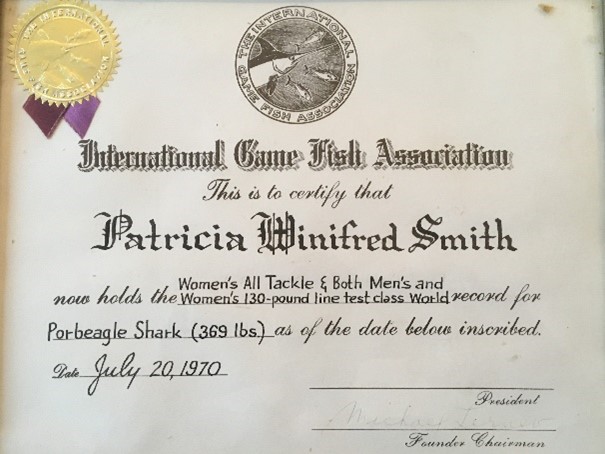 THE INTERNATIONAL GAME FISH ASSOCIATION
International Game Fish Association
This is to certify that
Patricia Winifred Smith
Women's All Tackle & Both Men's and
now holds the Women's 130-pound line test class World record for
Porbeagle Shark (369 lbs) as of the date below inscribed.
Date July 20, 1970
President
Founder Chairman